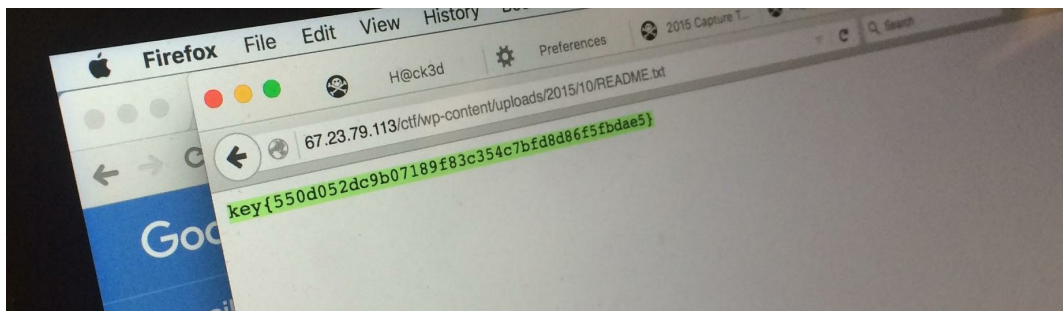 Firefox File Edit View History
H@ck3d Preferences 2015 Capture T...
67.23.79.113/ctf/wp-content/uploads/2015/10/README.txt
Search
key{550d052dc9b07189f83c354c7bfd8d86f5fbdae5}
Goo